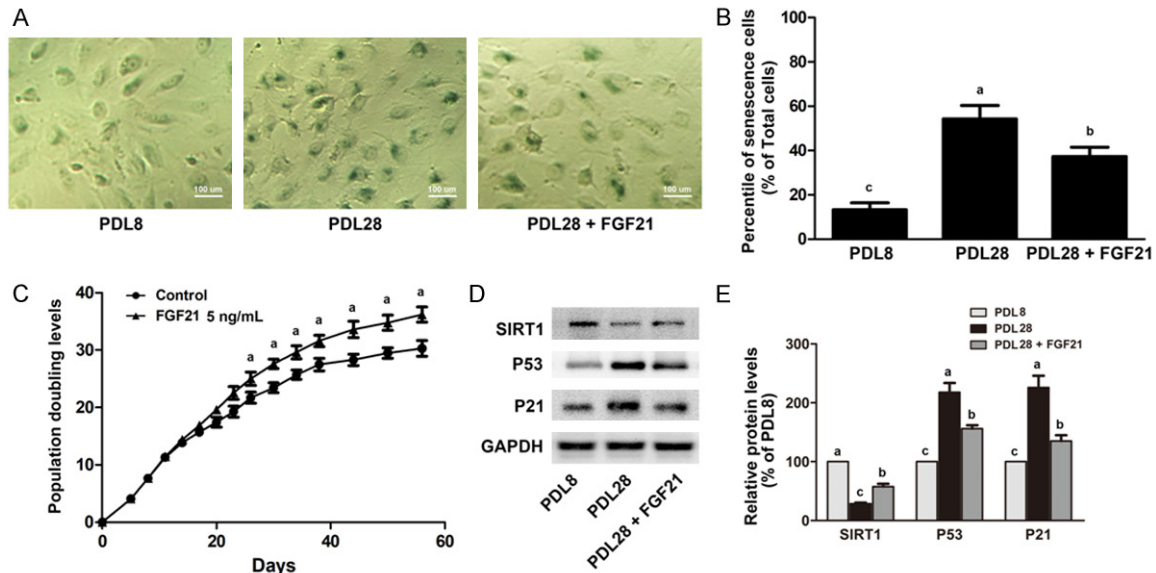 A
100 um
PDL8
100 um
PDL28
100 um
PDL28 + FGF21
B
Percentile of senescence cells
(% of Total cells)
100
80
60
40
20
0
c
a
b
PDL8
PDL28
PDL28 + FGF21
C
Population doubling levels
40
30
20
10
0
Control
FGF21 5 ng/mL
a
a
a
a
a
a
a
0
20
40
60
Days
D
SIRT1
P53
P21
GAPDH
PDL8
PDL28
PDL28 + FGF21
E
PDL8
PDL28
PDL28 + FGF21
Relative protein levels
(% of PDL8)
300
200
100
0
a
c
b
c
a
b
c
a
b
SIRT1
P53
P21